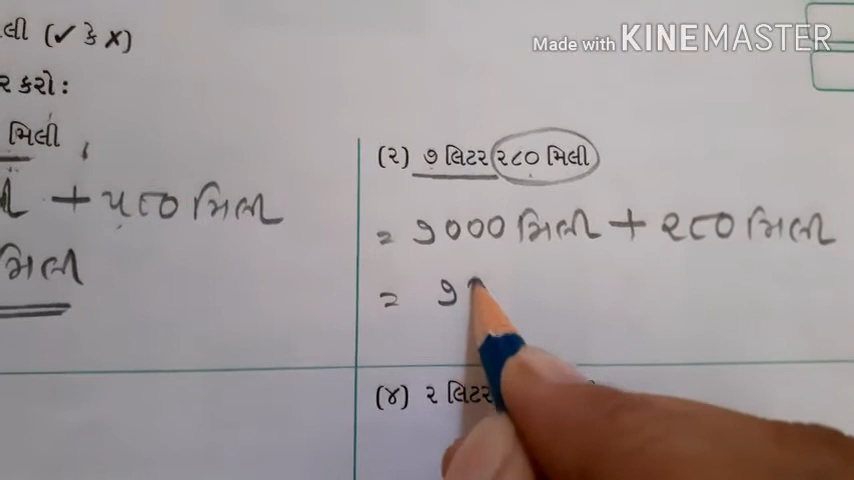 લી (✓ કે ✗)
Made with KINEMASTER
ર કરો :
મિલી
(૨) ૭ લિટર ૨૮૦ મિલી
+ ૫૮૦ મિલી
= ૭૦૦૦ મિલી + ૨૮૦ મિલી
મિલી
= ૭
(૪) ૨ લિટર